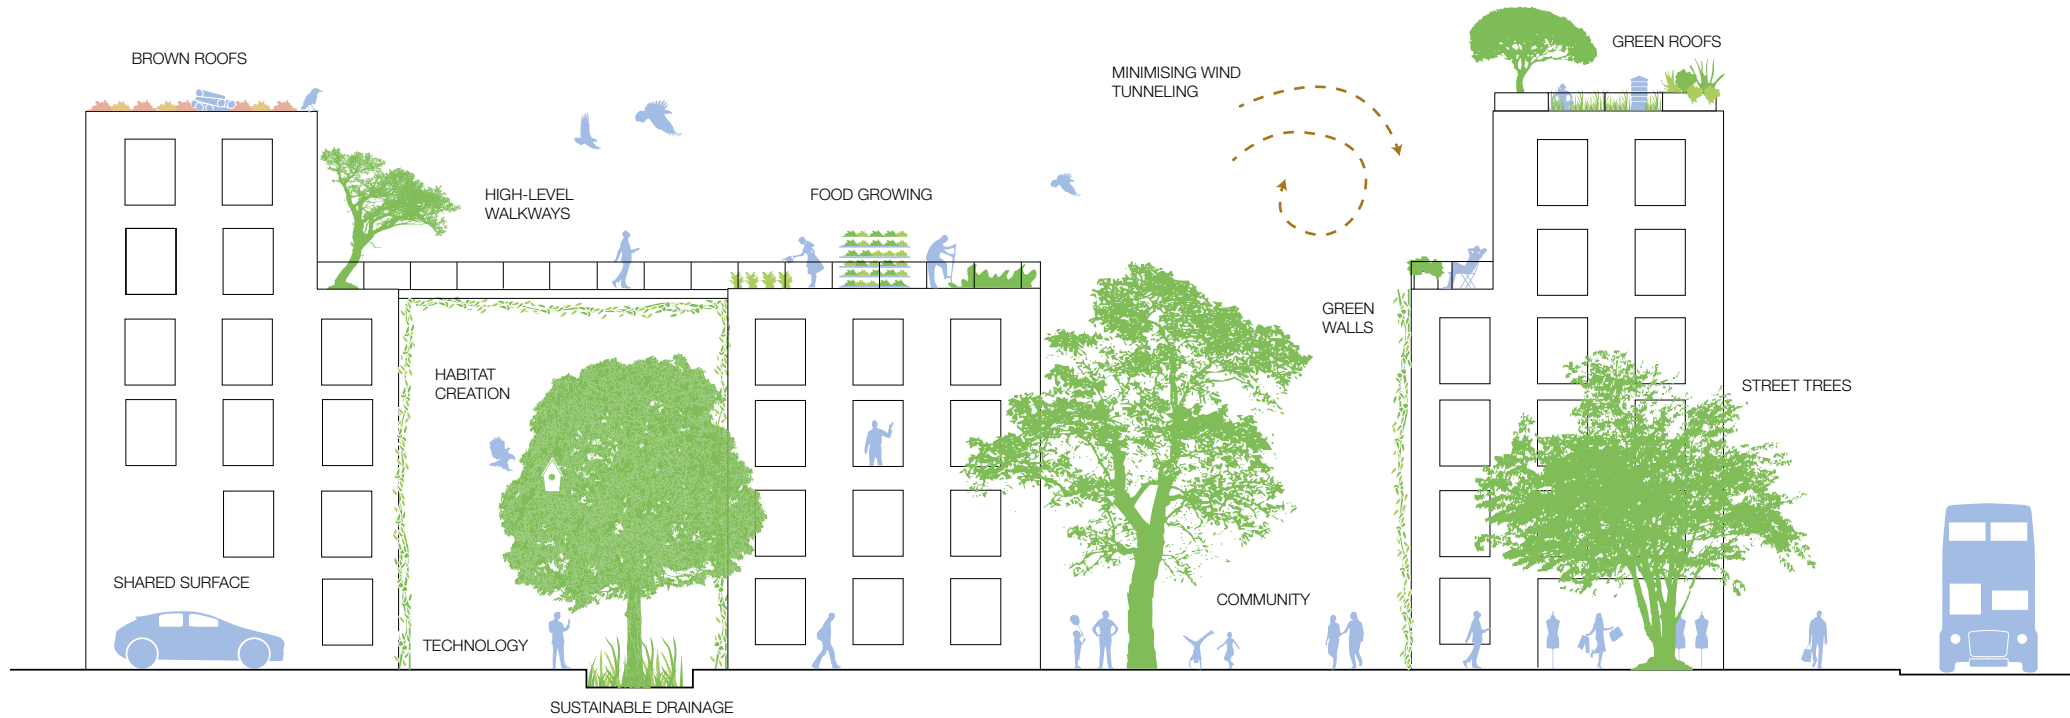 BROWN ROOFS
GREEN ROOFS
MINIMISING WIND
TUNNELING
HIGH-LEVEL
WALKWAYS
FOOD GROWING
GREEN
WALLS
HABITAT
CREATION
STREET TREES
SHARED SURFACE
COMMUNITY
TECHNOLOGY
SUSTAINABLE DRAINAGE